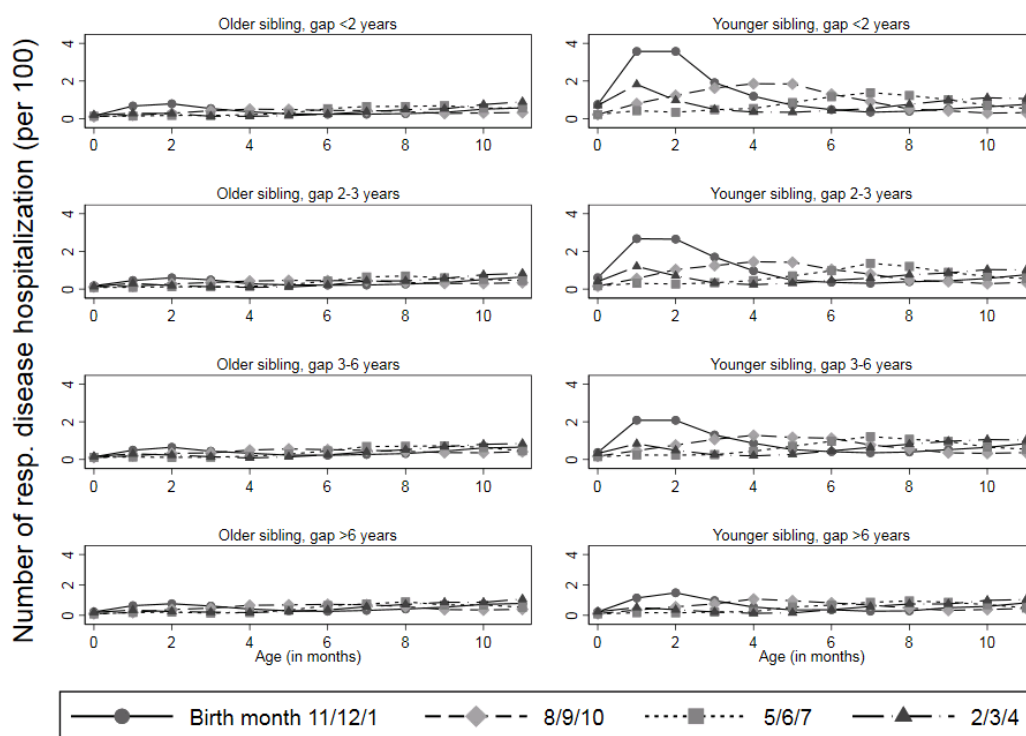 Number of resp. disease hospitalization (per 100)
Older sibling, gap <2 years
4
2
0
0 2 4 6 8 10
Younger sibling, gap <2 years
4
2
0
0 2 4 6 8 10
Older sibling, gap 2-3 years
4
2
0
0 2 4 6 8 10
Younger sibling, gap 2-3 years
4
2
0
0 2 4 6 8 10
Older sibling, gap 3-6 years
4
2
0
0 2 4 6 8 10
Younger sibling, gap 3-6 years
4
2
0
0 2 4 6 8 10
Older sibling, gap >6 years
4
2
0
0 2 4 6 8 10
Age (in months)
Younger sibling, gap >6 years
4
2
0
0 2 4 6 8 10
Age (in months)
Birth month 11/12/1 8/9/10 5/6/7 2/3/4